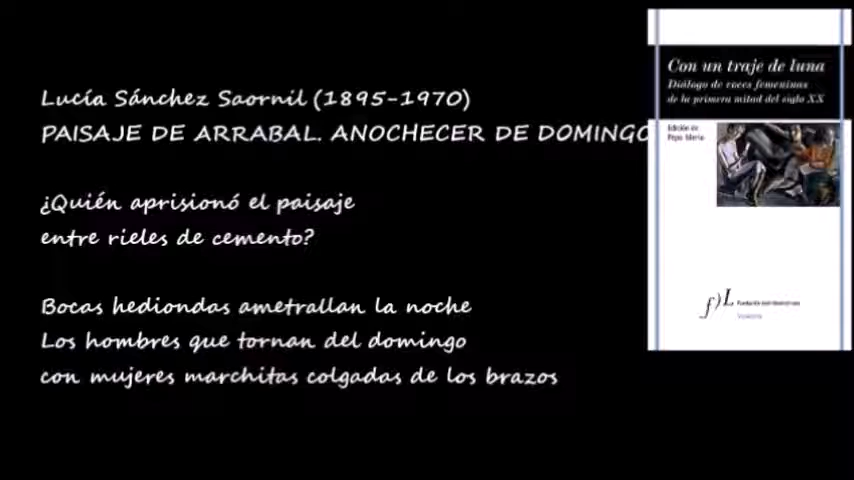 Lucía Sánchez Saornil (1895-1970)
PAISAJE DE ARRABAL. ANOCHECER DE DOMINGO
¿Quién aprisionó el paisaje
entre rieles de cemento?
Bocas hediondas ametrallan la noche
Los hombres que tornan del domingo
con mujeres marchitas colgadas de los brazos
Con un traje de luna
Diálogo de voces femeninas
de la primera mitad del siglo XX
Edición de
Pepa Merlo
f)L